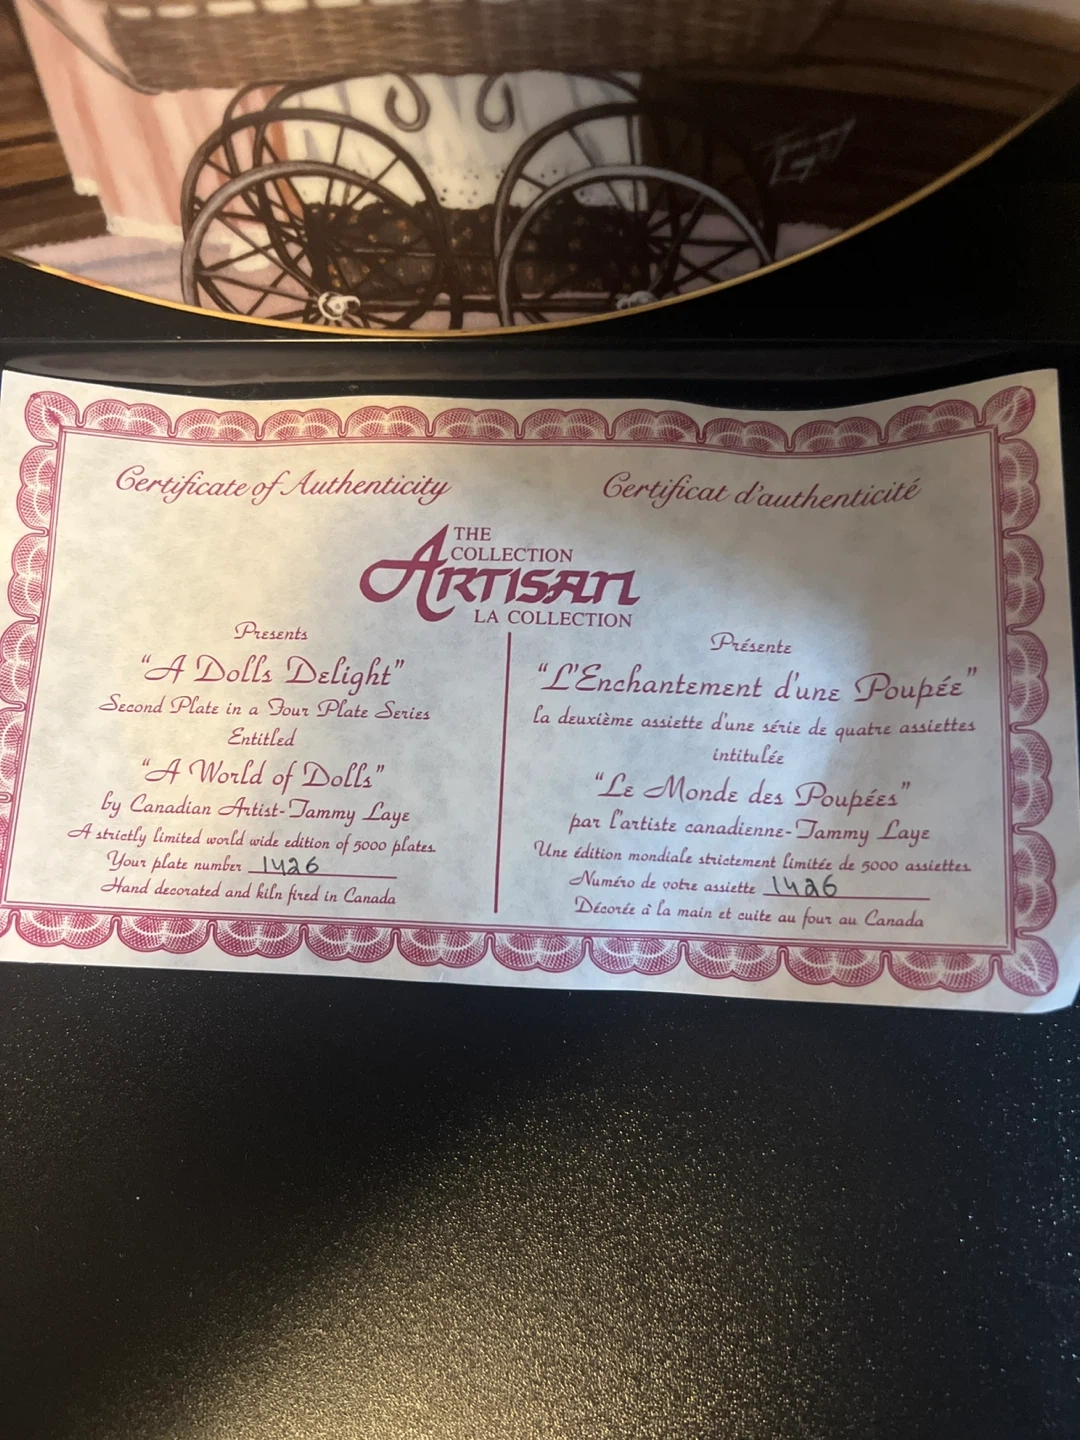 Certificate of Authenticity
Certificat d'authenticité
THE
COLLECTION
ARTISAN
LA COLLECTION
Presents
"A Dolls Delight"
Second Plate in a Four Plate Series
Entitled
"A World of Dolls"
by Canadian Artist-Tammy Laye
A strictly limited world wide edition of 5000 plates.
Your plate number 1426
Hand decorated and kiln fired in Canada
Présente
"L'Enchantement d'une Poupée"
la deuxième assiette d'une série de quatre assiettes
intitulée
"Le Monde des Poupées"
par l'artiste canadienne-Tammy Laye
Une édition mondiale strictement limitée de 5000 assiettes.
Numéro de votre assiette 1426
Décorée à la main et cuite au four au Canada